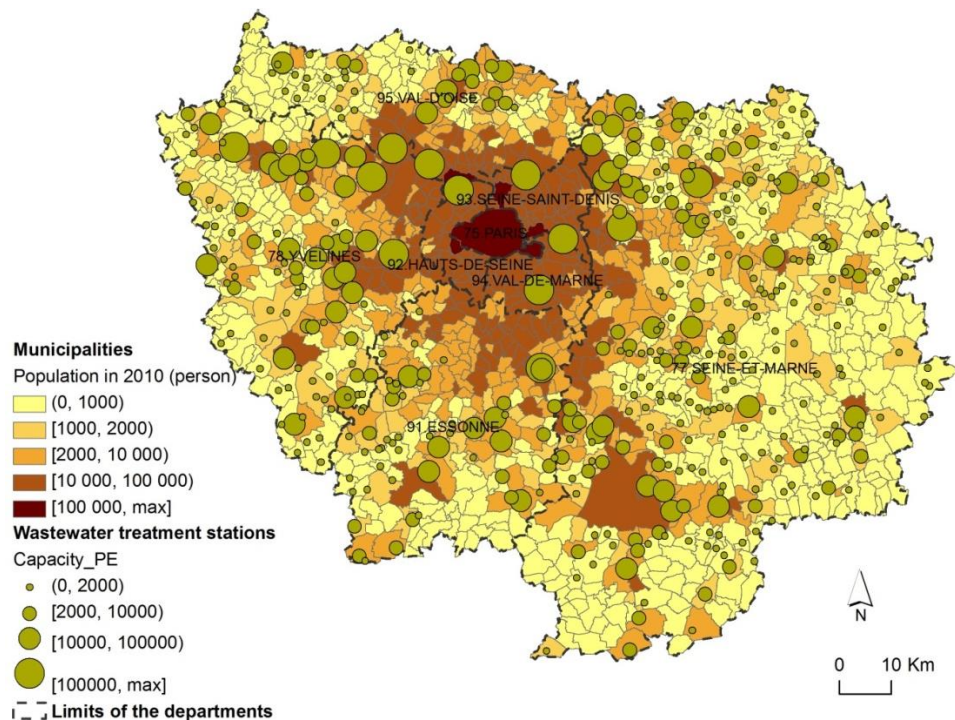 95.VAL-D'OISE
93.SEINE-SAINT-DENIS
75.PARIS
78.YVELINES
92.HAUTS-DE-SEINE
94.VAL-DE-MARNE
77.SEINE-ET-MARNE
91.ESSONNE
Municipalities
Population in 2010 (person)
(0, 1000)
[1000, 2000)
[2000, 10 000)
[10 000, 100 000)
[100 000, max]
Wastewater treatment stations
Capacity_PE
(0, 2000)
[2000, 10000)
[10000, 100000)
[100000, max]
Limits of the departments
N
0 10 Km